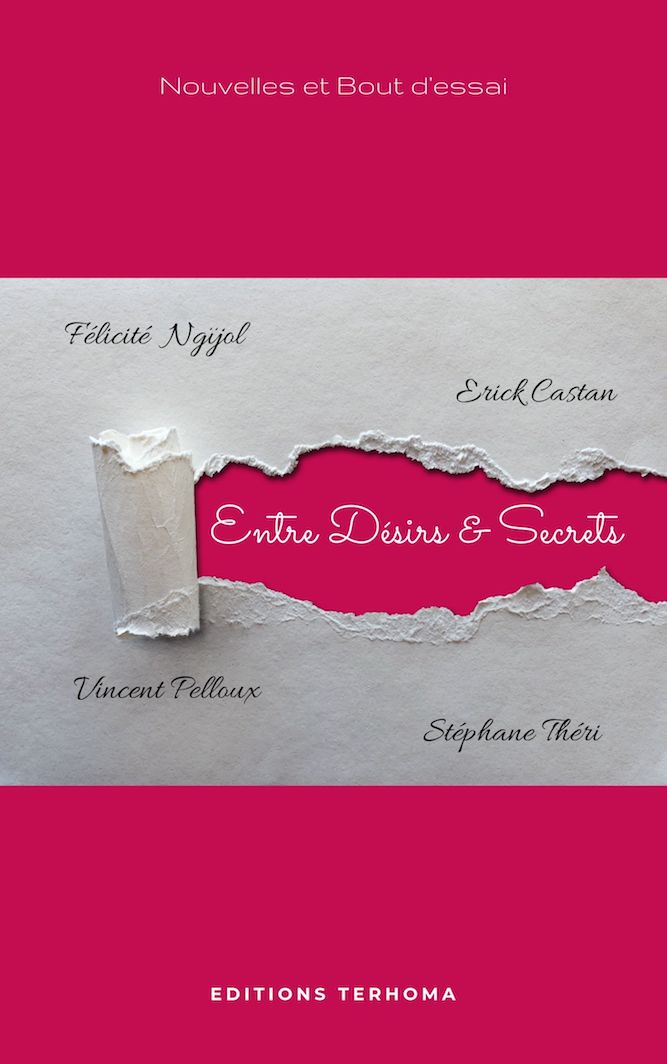 Nouvelles et Bout d'essai
Félicité Ngijol
Erick Castan
Entre Désirs & Secrets
Vincent Pelloux
Stéphane Théri
EDITIONS TERHOMA